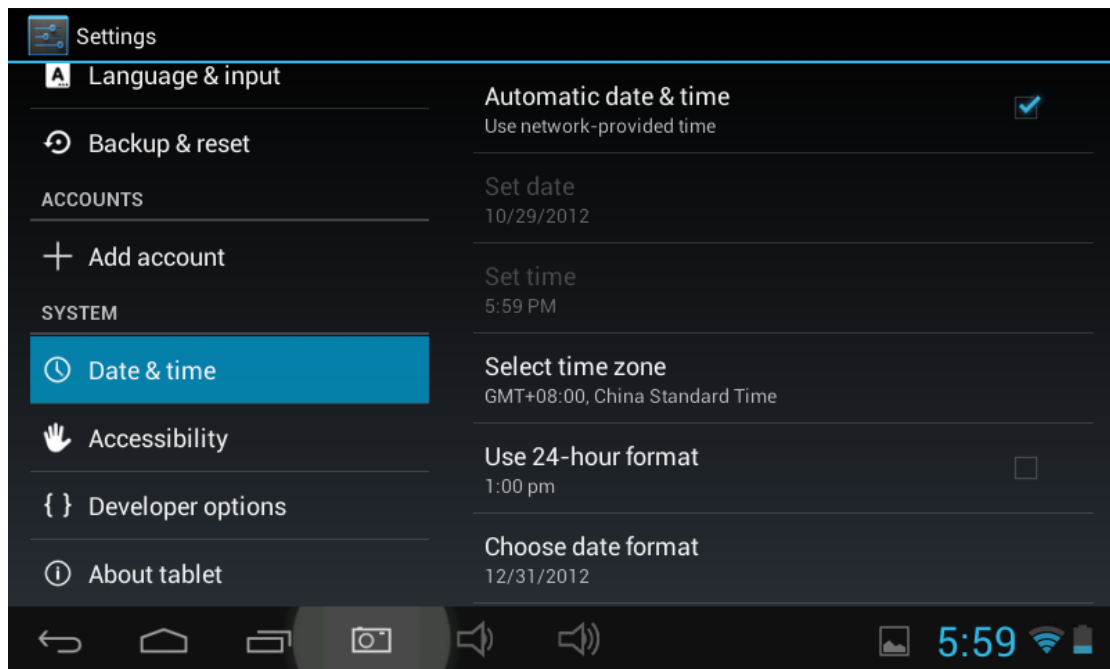 Settings
Language & input
Backup & reset
ACCOUNTS
Add account
SYSTEM
Date & time
Accessibility
{ } Developer options
About tablet
Automatic date & time
Use network-provided time
Set date
10/29/2012
Set time
5:59 PM
Select time zone
GMT+08:00, China Standard Time
Use 24-hour format
1:00 pm
Choose date format
12/31/2012
5:59